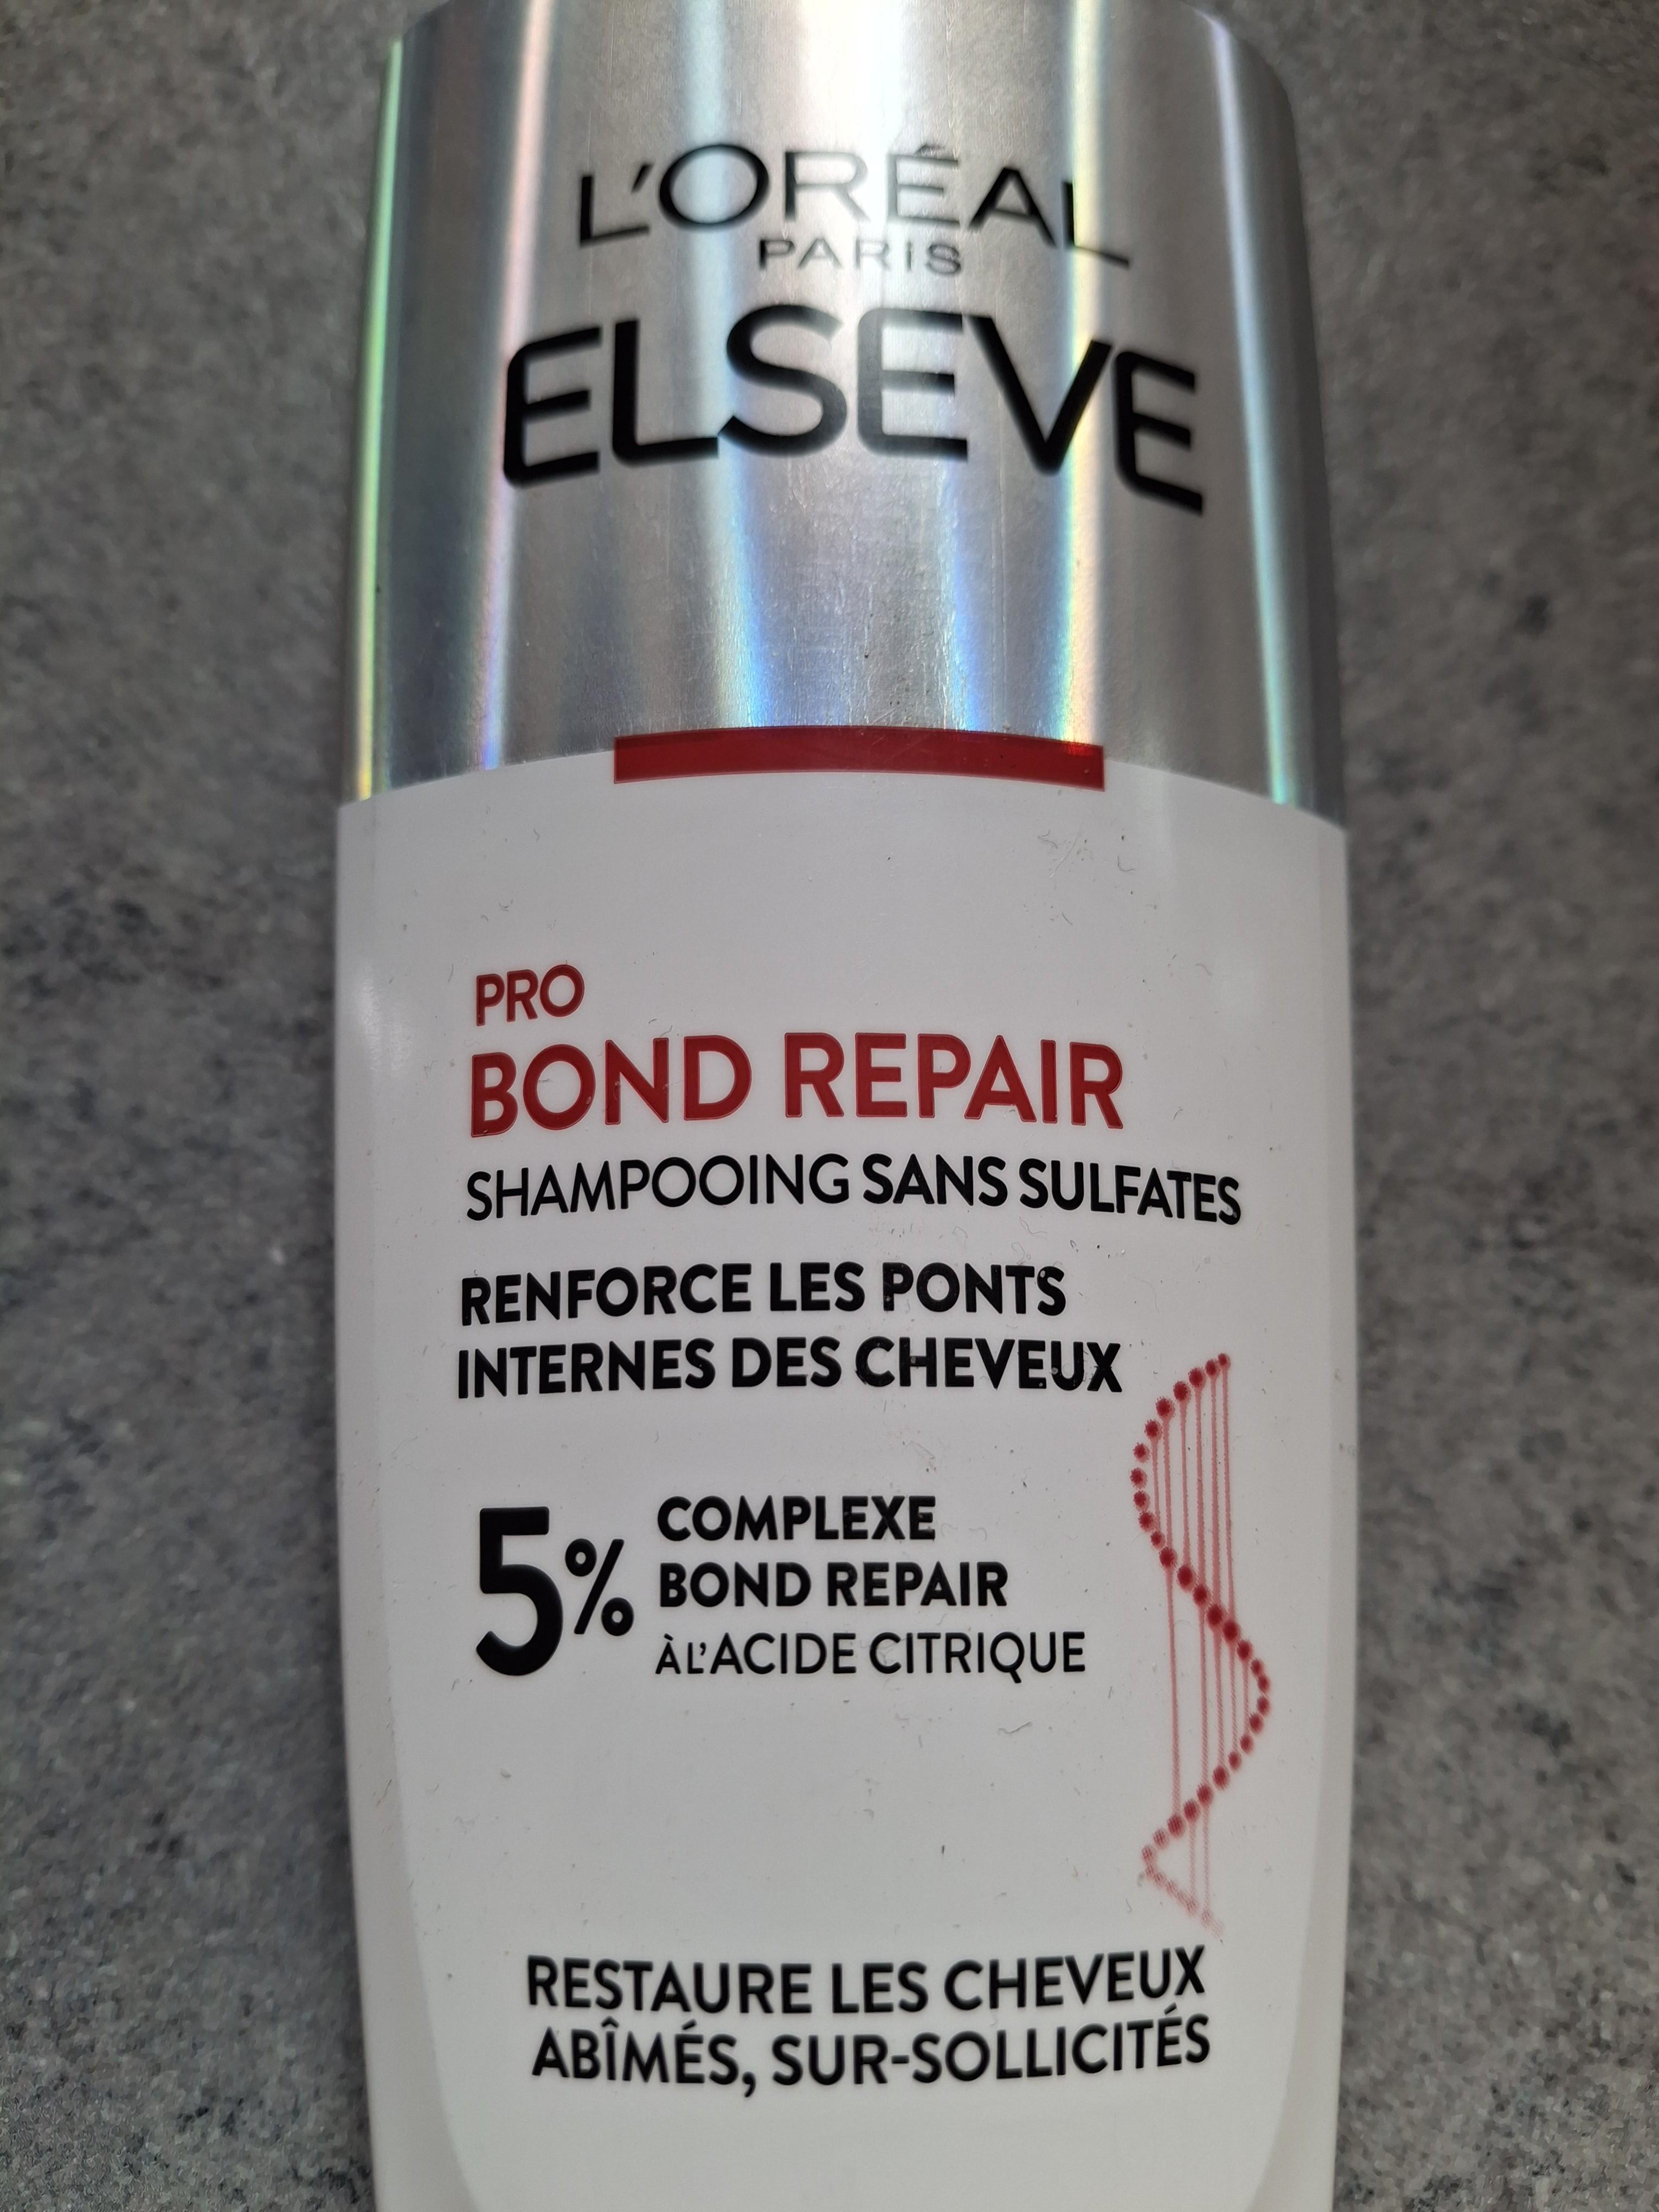 L'ORÉAL
PARIS
ELSEVE
PRO
BOND REPAIR
SHAMPOOING SANS SULFATES
RENFORCE LES PONTS
INTERNES DES CHEVEUX
5% COMPLEXE
BOND REPAIR
À L'ACIDE CITRIQUE
RESTAURE LES CHEVEUX
ABÎMÉS, SUR-SOLLICITÉS